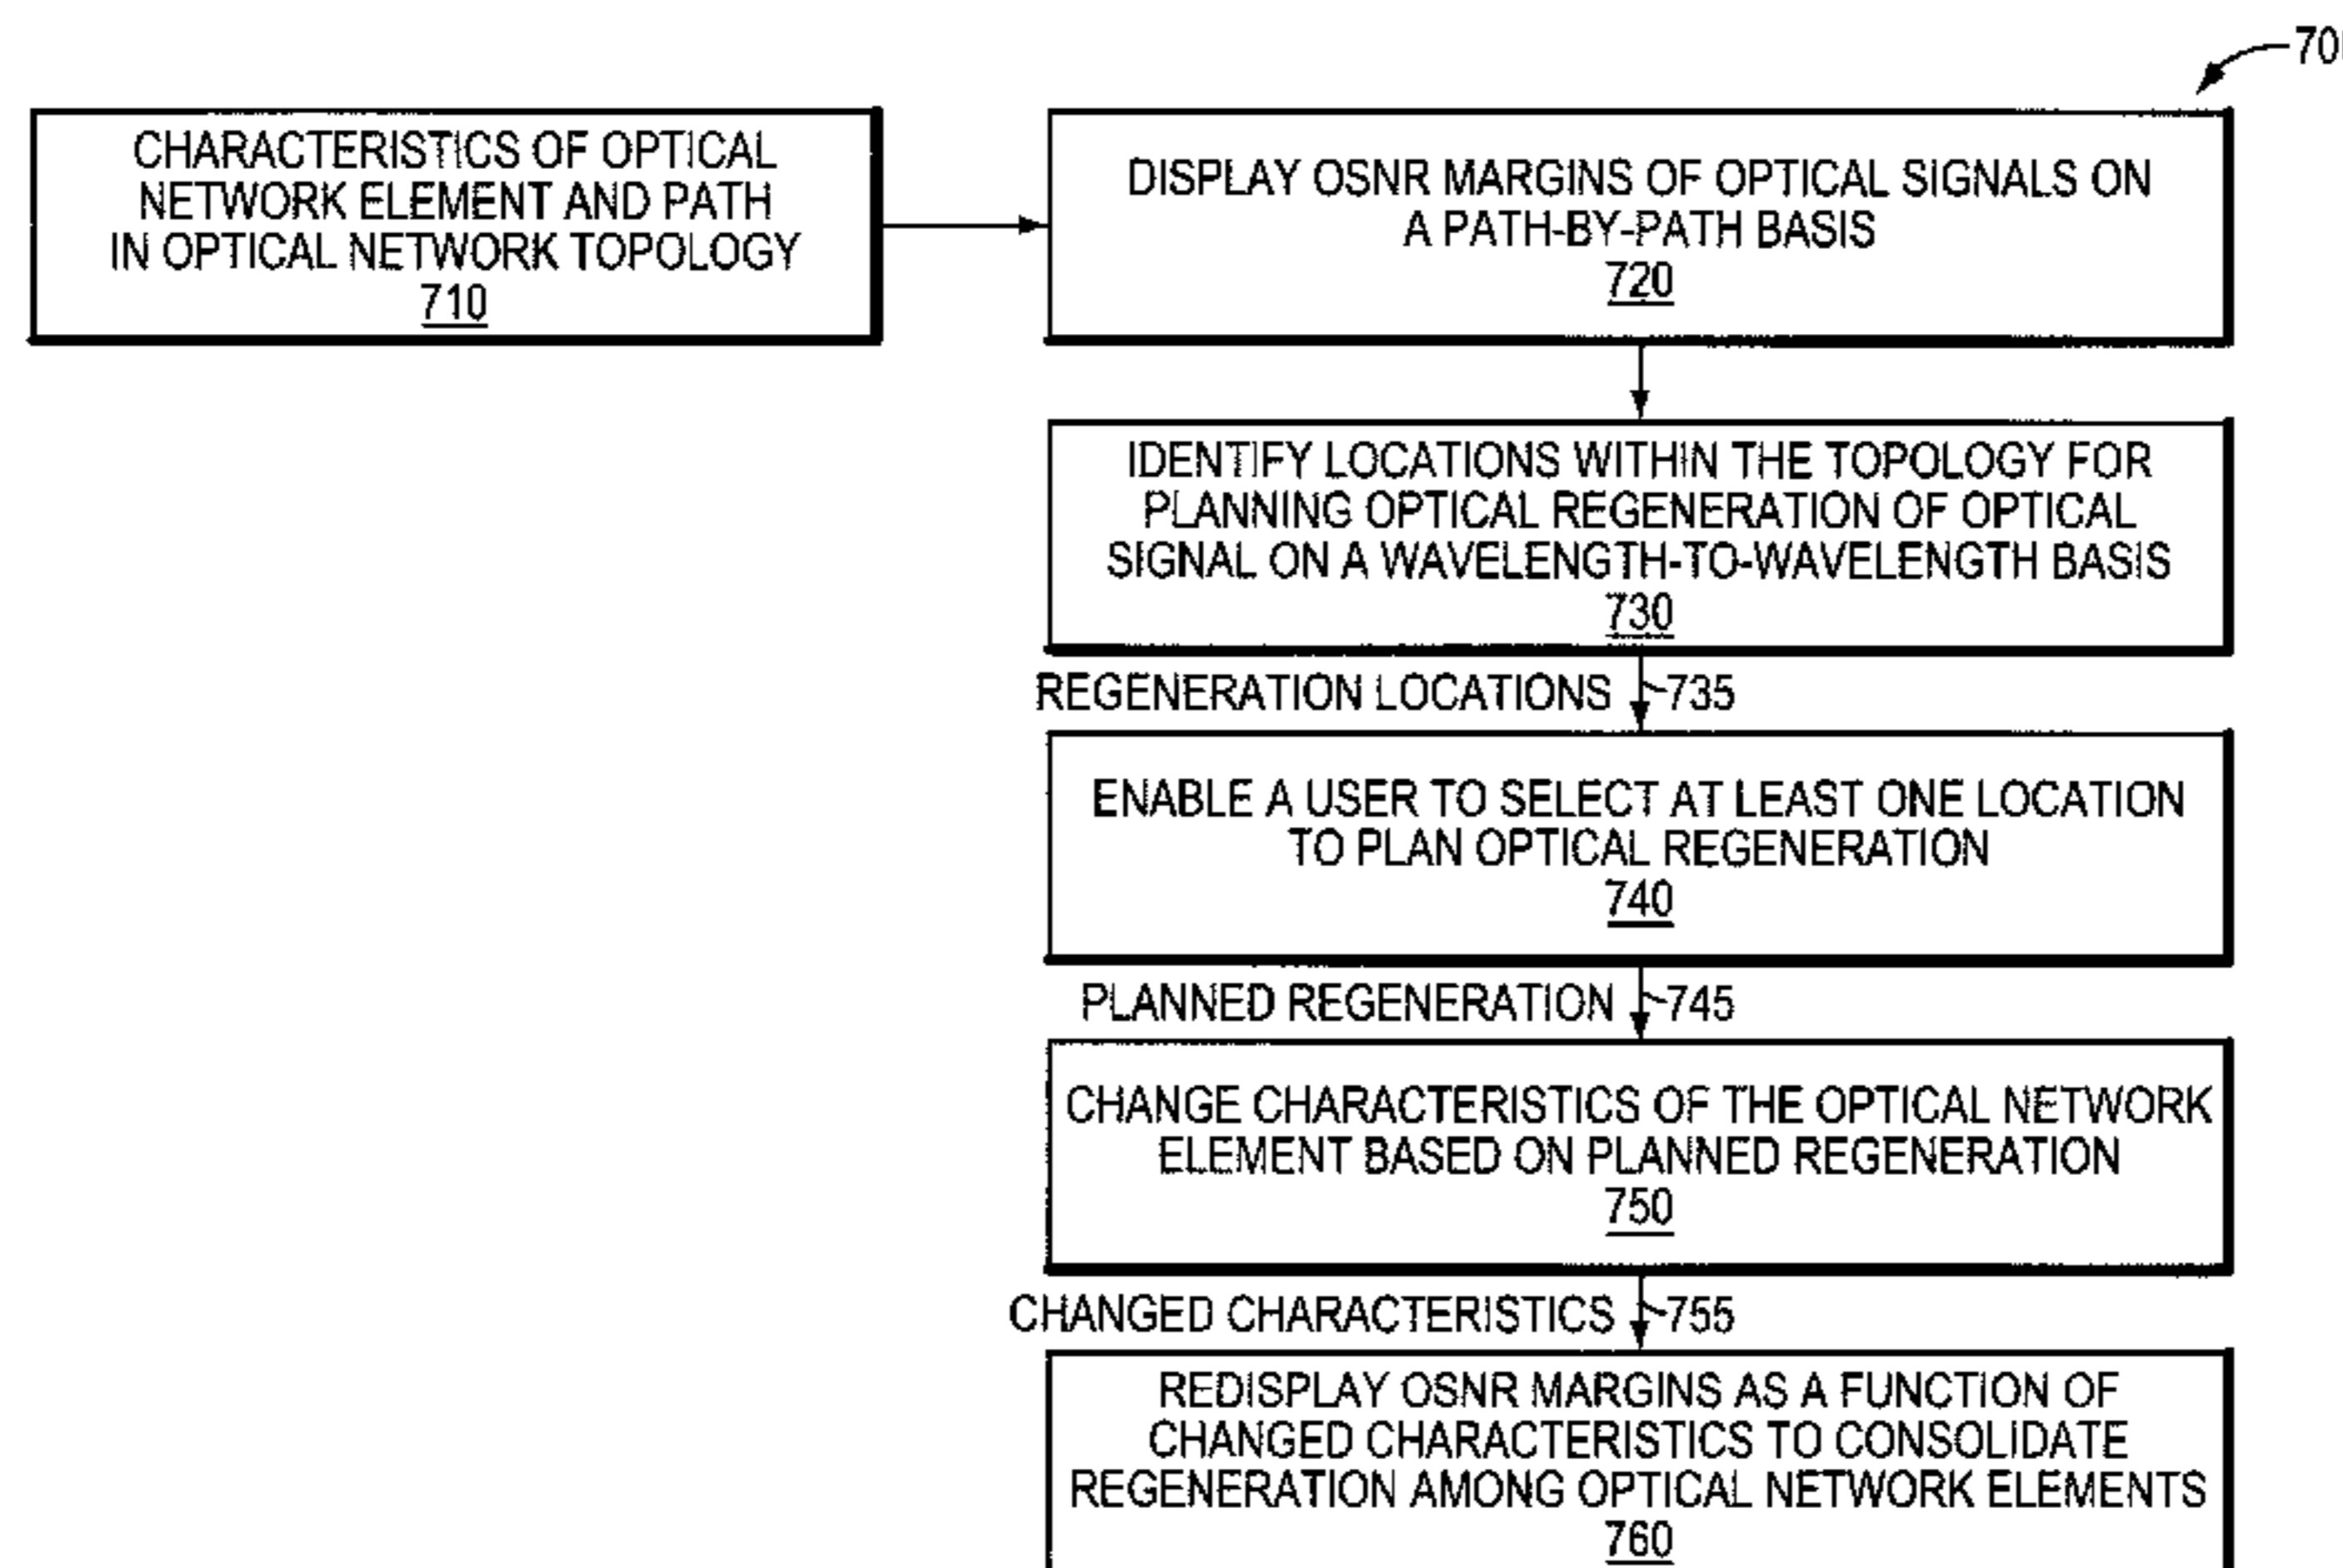 70
CHARACTERISTICS OF OPTICAL
NETWORK ELEMENT AND PATH
IN OPTICAL NETWORK TOPOLOGY
710
DISPLAY OSNR MARGINS OF OPTICAL SIGNALS ON
A PATH-BY-PATH BASIS
720
IDENTIFY LOCATIONS WITHIN THE TOPOLOGY FOR
PLANNING OPTICAL REGENERATION OF OPTICAL
SIGNAL ON A WAVELENGTH-TO-WAVELENGTH BASIS
730
REGENERATION LOCATIONS 735
ENABLE A USER TO SELECT AT LEAST ONE LOCATION
TO PLAN OPTICAL REGENERATION
740
PLANNED REGENERATION 745
CHANGE CHARACTERISTICS OF THE OPTICAL NETWORK
ELEMENT BASED ON PLANNED REGENERATION
750
CHANGED CHARACTERISTICS 755
REDISPLAY OSNR MARGINS AS A FUNCTION OF
CHANGED CHARACTERISTICS TO CONSOLIDATE
REGENERATION AMONG OPTICAL NETWORK ELEMENTS
760